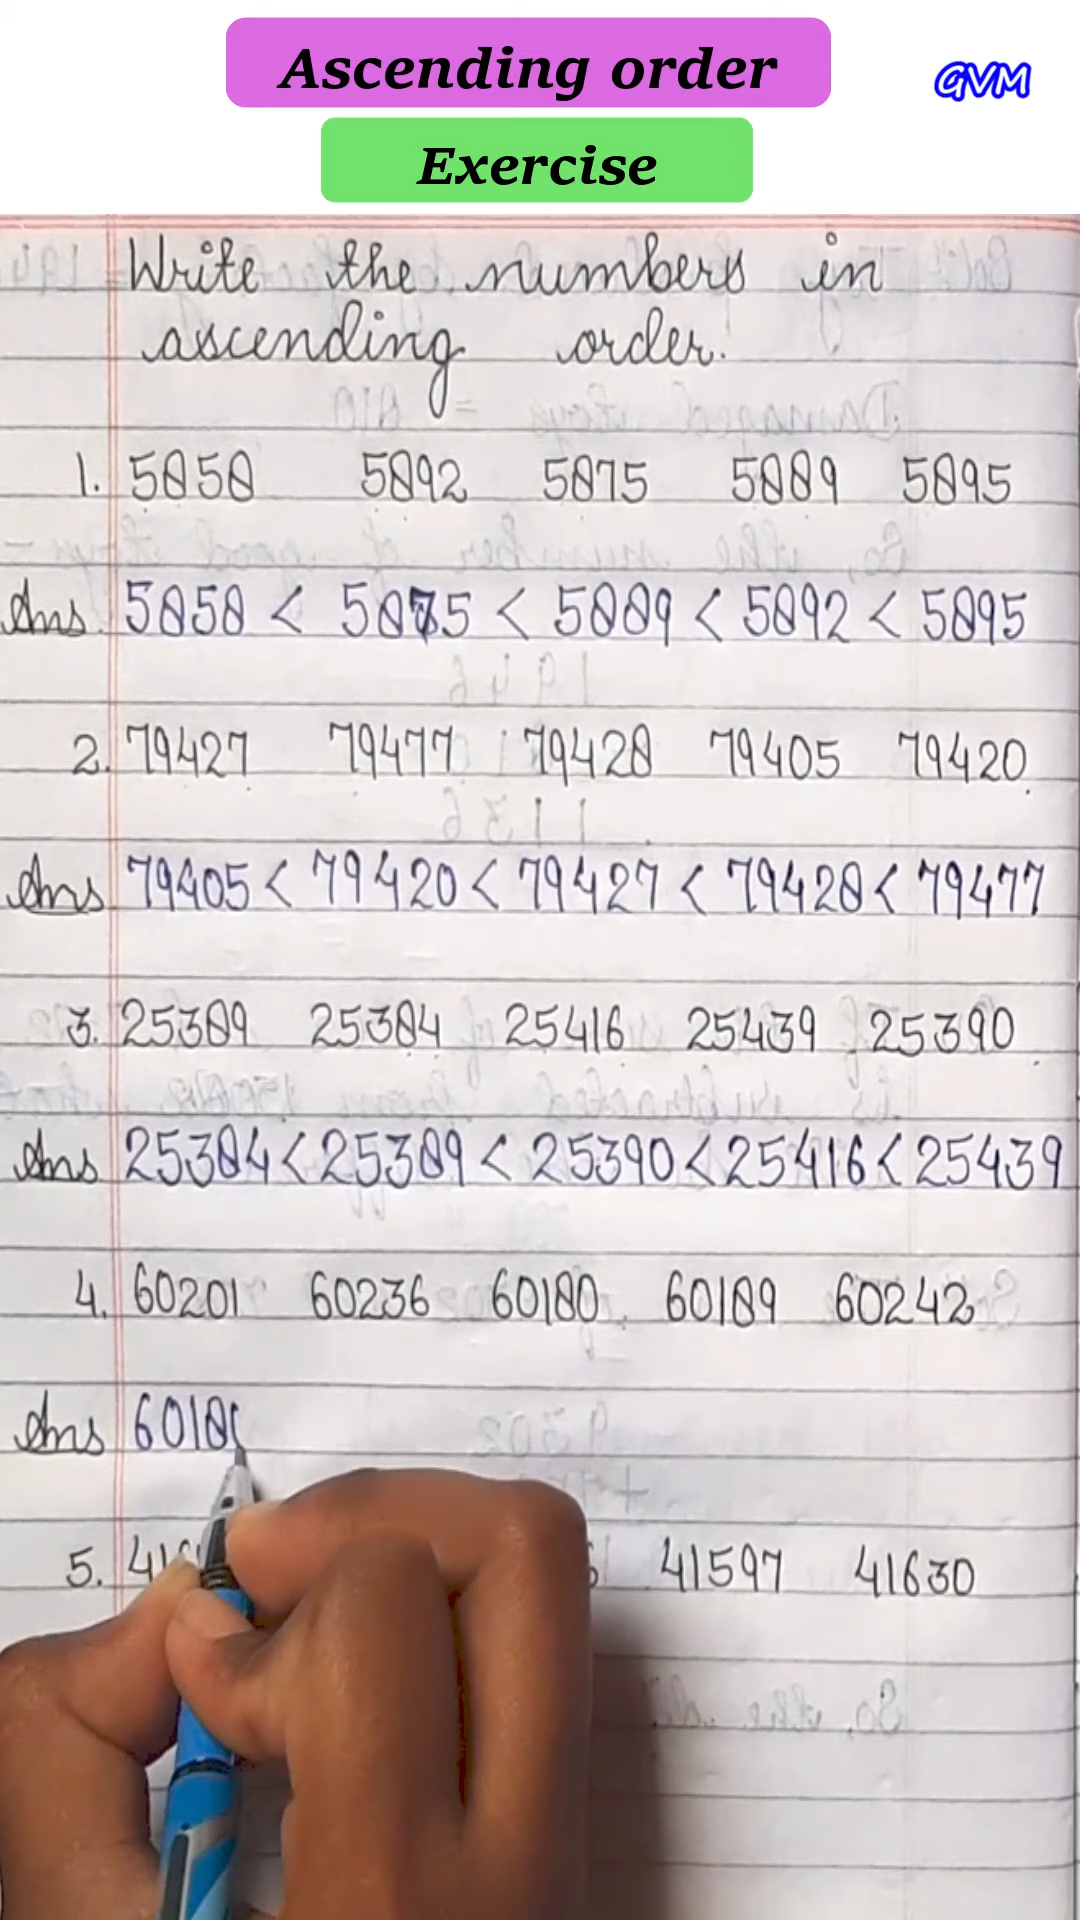 Ascending order
GVM
Exercise
Write the numbers in
ascending order.
1. 5858 5892 5875 5889 5895
Ans 5858 < 5875 < 5889 < 5892 < 5895
2. 79427 79477 79428 79405 79420
Ans 79405 < 79420 < 79427 < 79428 < 79477
3. 25389 25384 25416 25439 25390
Ans 25384 < 25389 < 25390 < 25416 < 25439
4. 60201 60236 60180 60189 60242
Ans 6018
5. 41597 41630